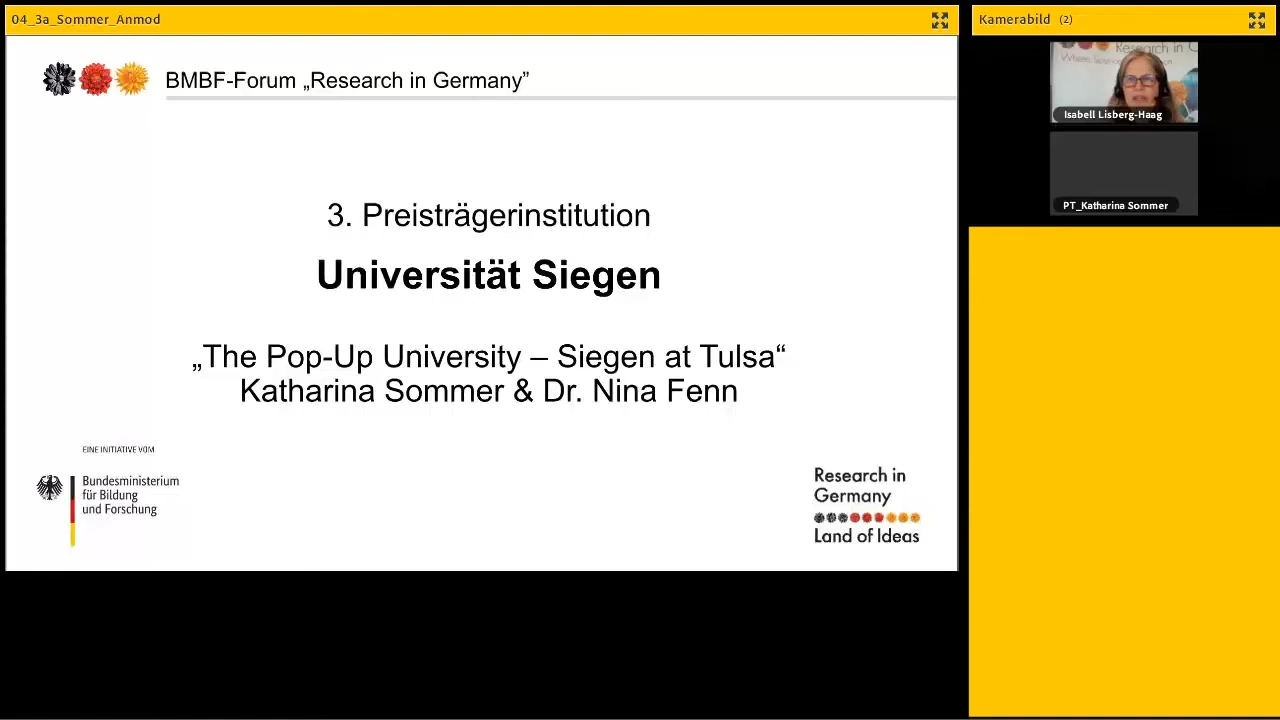 04_3a_Sommer_Anmod
BMBF-Forum „Research in Germany”
3. Preisträgerinstitution
Universität Siegen
„The Pop-Up University – Siegen at Tulsa“
Katharina Sommer & Dr. Nina Fenn
EINE INITIATIVE VOM
Bundesministerium
für Bildung
und Forschung
Research in
Germany
Land of Ideas
Kamerabild (2)
Isabell Lisberg-Haag
PT_Katharina Sommer